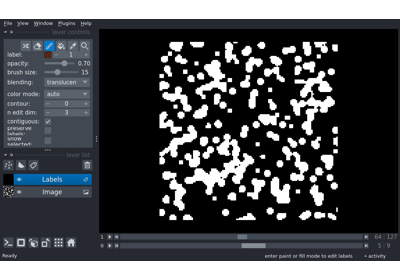 File View Window Plugins Help
layer controls
label: 1
opacity: 0.70
brush size: 15
blending: translucen
color mode: auto
contour: 0
n edit dim: 3
contiguous:
preserve labels:
show selected:
layer list
Labels
Image
1 64 127
0 5 9
Ready enter paint or fill mode to edit labels activity